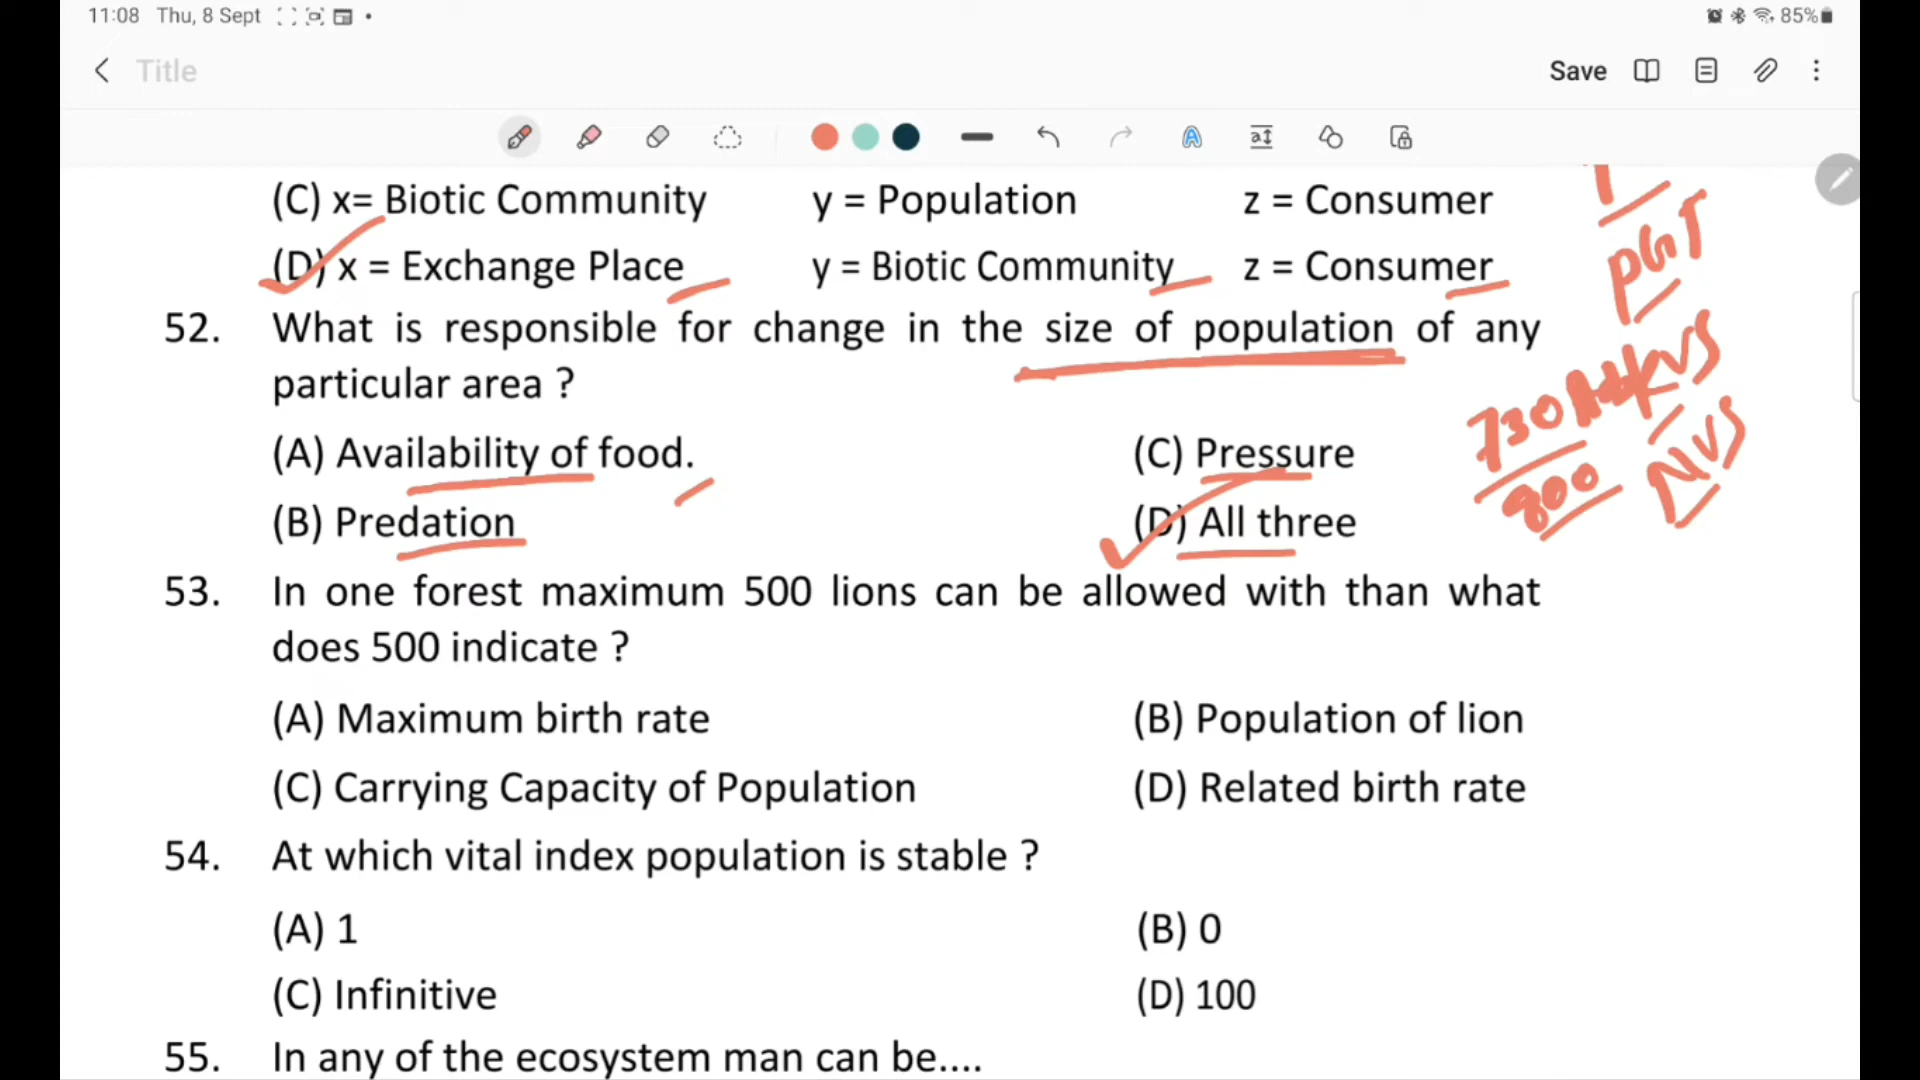 11:08 Thu, 8 Sept 85%
Title Save
(C) x= Biotic Community y = Population z = Consumer
(D) x = Exchange Place y = Biotic Community z = Consumer
PGT
52. What is responsible for change in the size of population of any
particular area ?
KVS
730
(A) Availability of food. (C) Pressure
NVS
800
(B) Predation (D) All three
53. In one forest maximum 500 lions can be allowed with than what
does 500 indicate ?
(A) Maximum birth rate (B) Population of lion
(C) Carrying Capacity of Population (D) Related birth rate
54. At which vital index population is stable ?
(A) 1 (B) 0
(C) Infinitive (D) 100
55. In any of the ecosystem man can be....